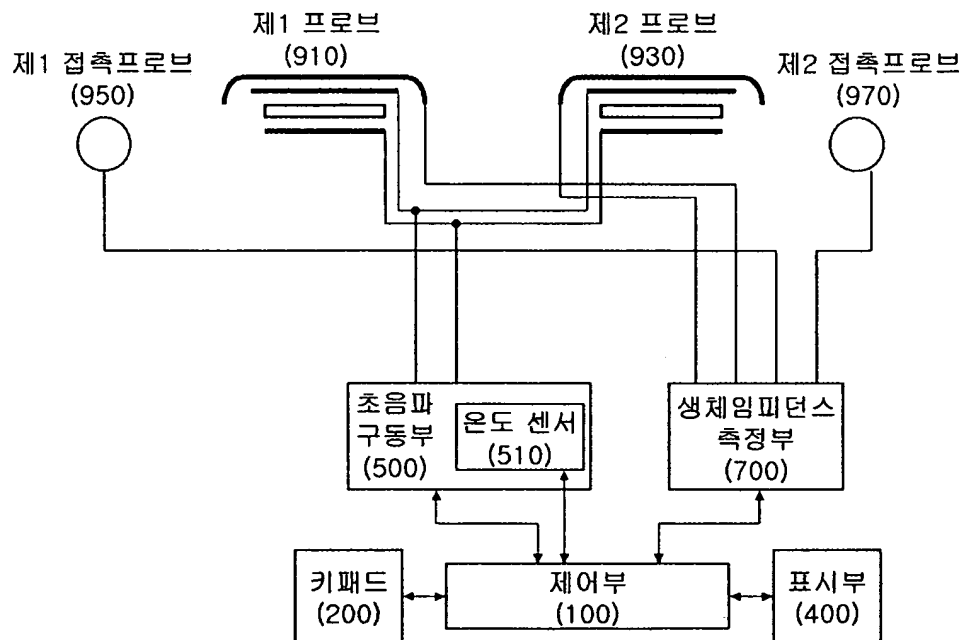 제1 프로브
(910)
제2 프로브
(930)
제1 접촉프로브
(950)
제2 접촉프로브
(970)
초음파
구동부
(500)
온도 센서
(510)
생체임피던스
측정부
(700)
키패드
(200)
제어부
(100)
표시부
(400)